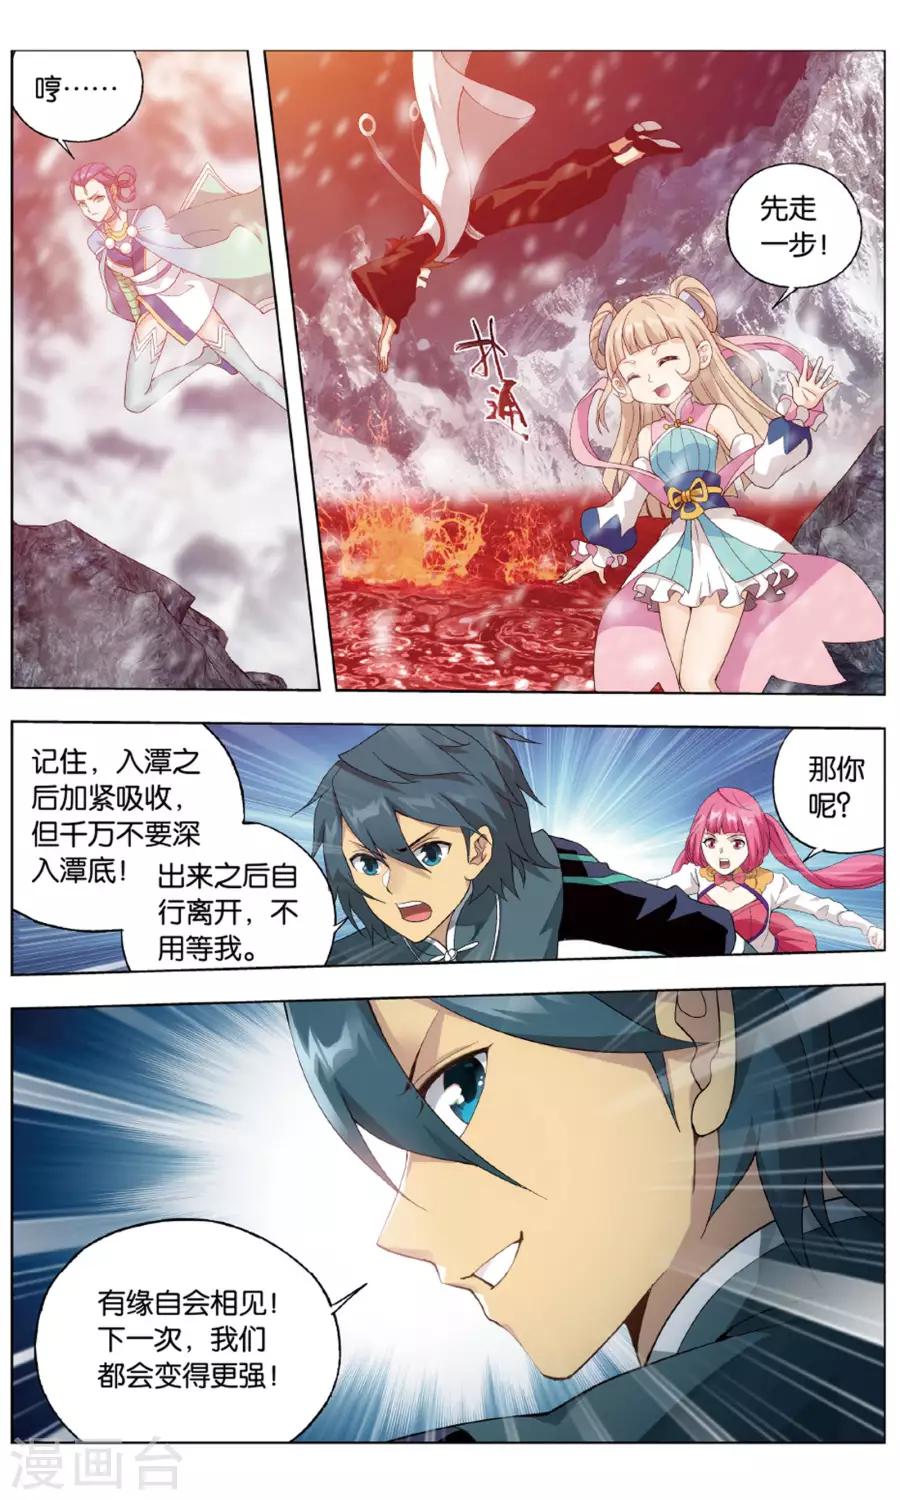 哼……
先走
一步！
扑
通
记住，入潭之
后加紧吸收，
但千万不要深
入潭底！
出来之后自
行离开，不
用等我。
那你
呢？
有缘自会相见！
下一次，我们
都会变得更强！
漫画台